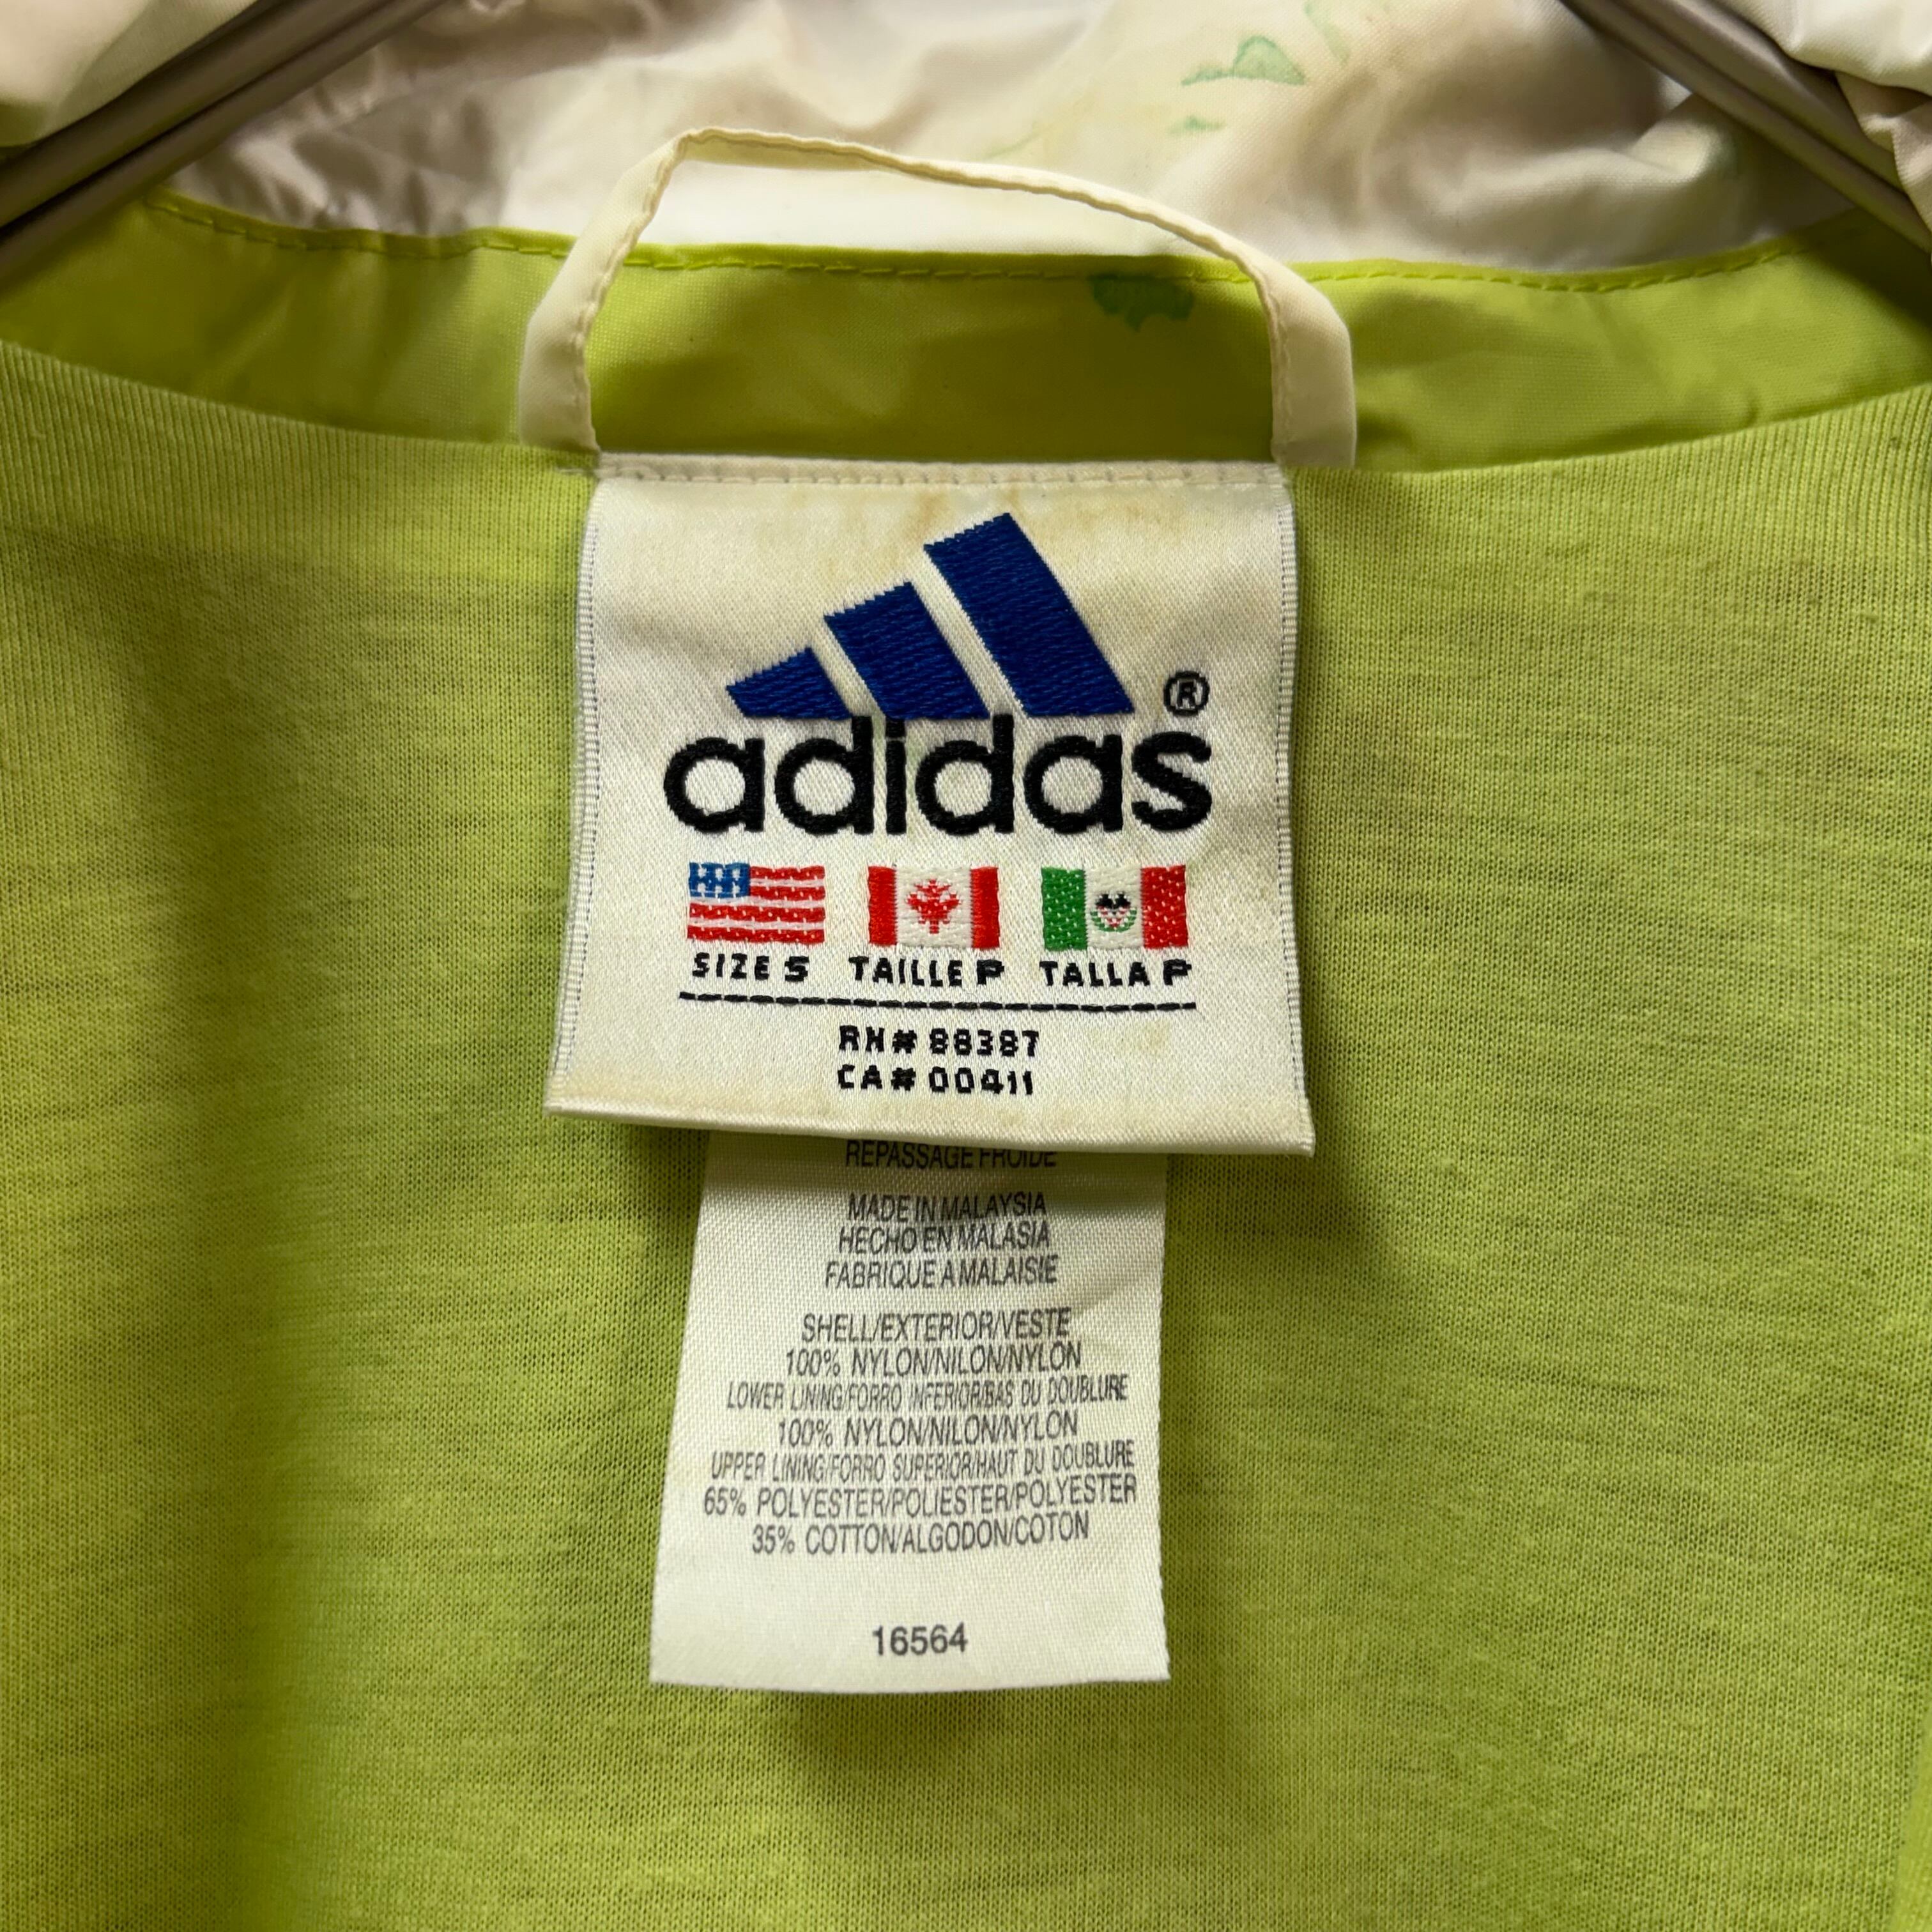 ®
adidas
SIZE S TAILLE P TALLA P
RN# 88387
CA# 00411
REPASSAGE FROIDE
MADE IN MALAYSIA
HECHO EN MALASIA
FABRIQUE A MALAISIE
SHELL/EXTERIOR/VESTE
100% NYLON/NILON/NYLON
LOWER LINING/FORRO INFERIOR/BAS DU DOUBLURE
100% NYLON/NILON/NYLON
UPPER LINING/FORRO SUPERIOR/HAUT DU DOUBLURE
65% POLYESTER/POLIESTER/POLYESTER
35% COTTON/ALGODON/COTON
16564